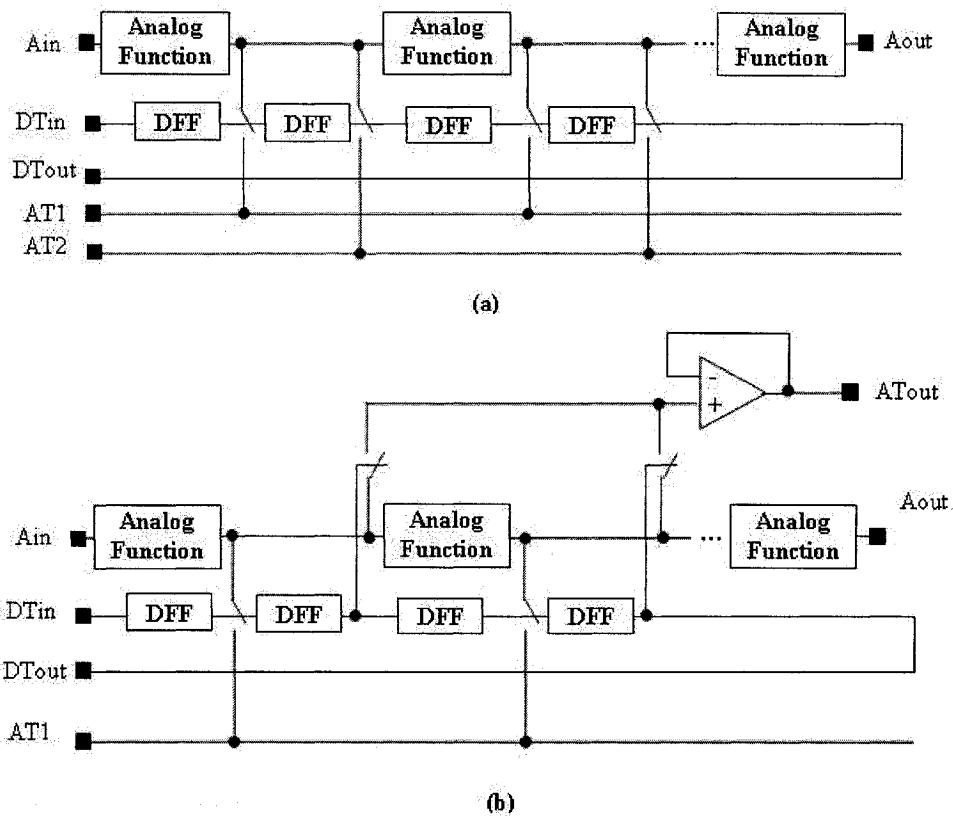 Ain
Analog
Function
Analog
Function
...
Analog
Function
Aout
DTin
DFF
DFF
DFF
DFF
DTout
AT1
AT2
(a)
-
+
ATout
Ain
Analog
Function
Analog
Function
...
Analog
Function
Aout
DTin
DFF
DFF
DFF
DFF
DTout
AT1
(b)